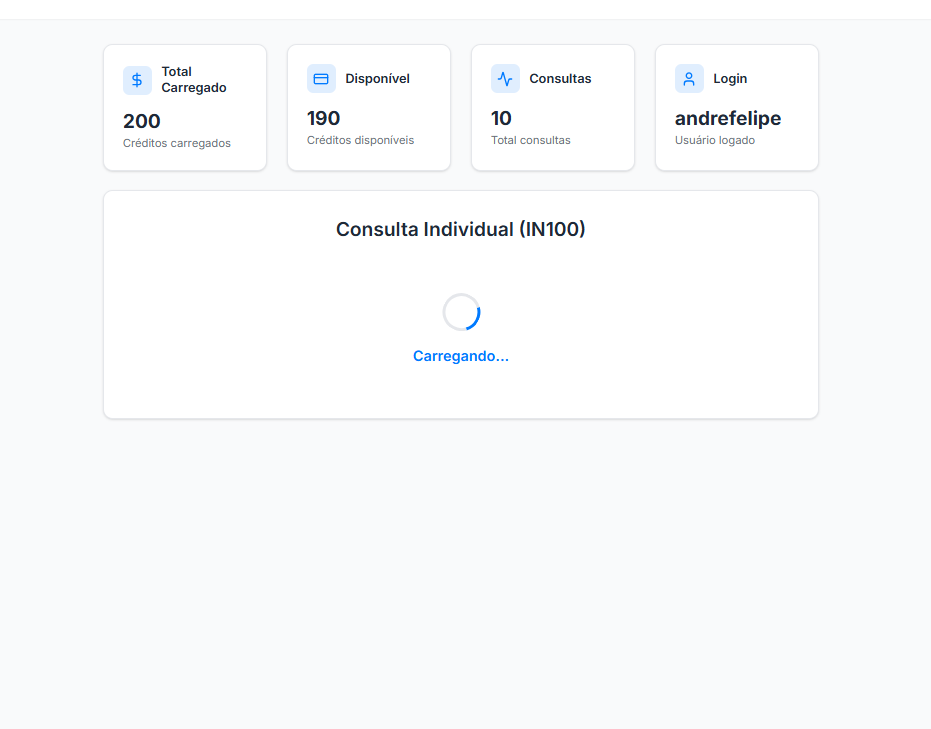 Total
Carregado
200
Créditos carregados
Disponível
190
Créditos disponíveis
Consultas
10
Total consultas
Login
andrefelipe
Usuário logado
Consulta Individual (IN100)
Carregando...